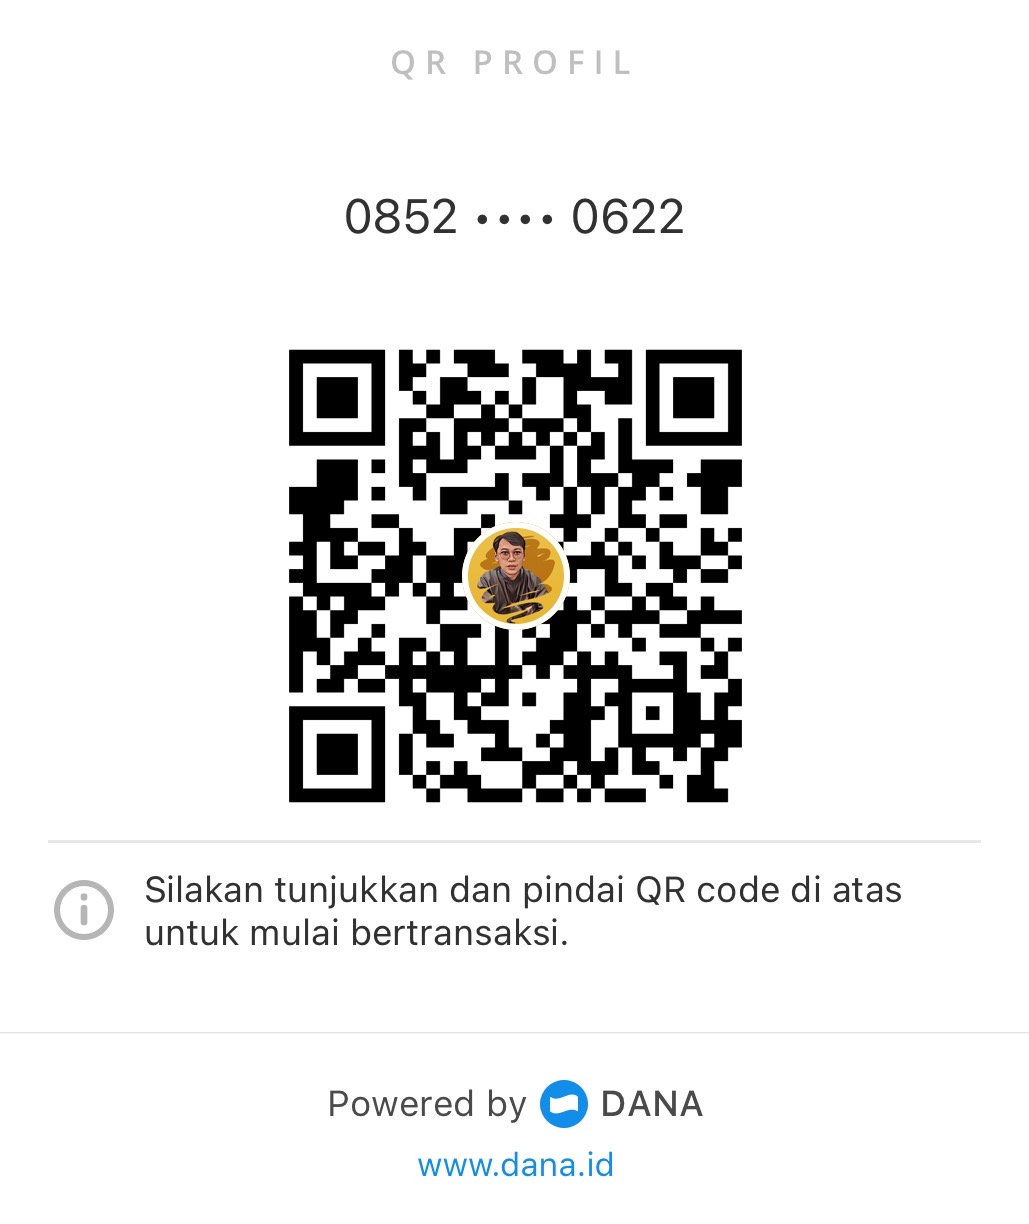 QR PROFIL
0852 •••• 0622
Silakan tunjukkan dan pindai QR code di atas
untuk mulai bertransaksi.
Powered by DANA
www.dana.id